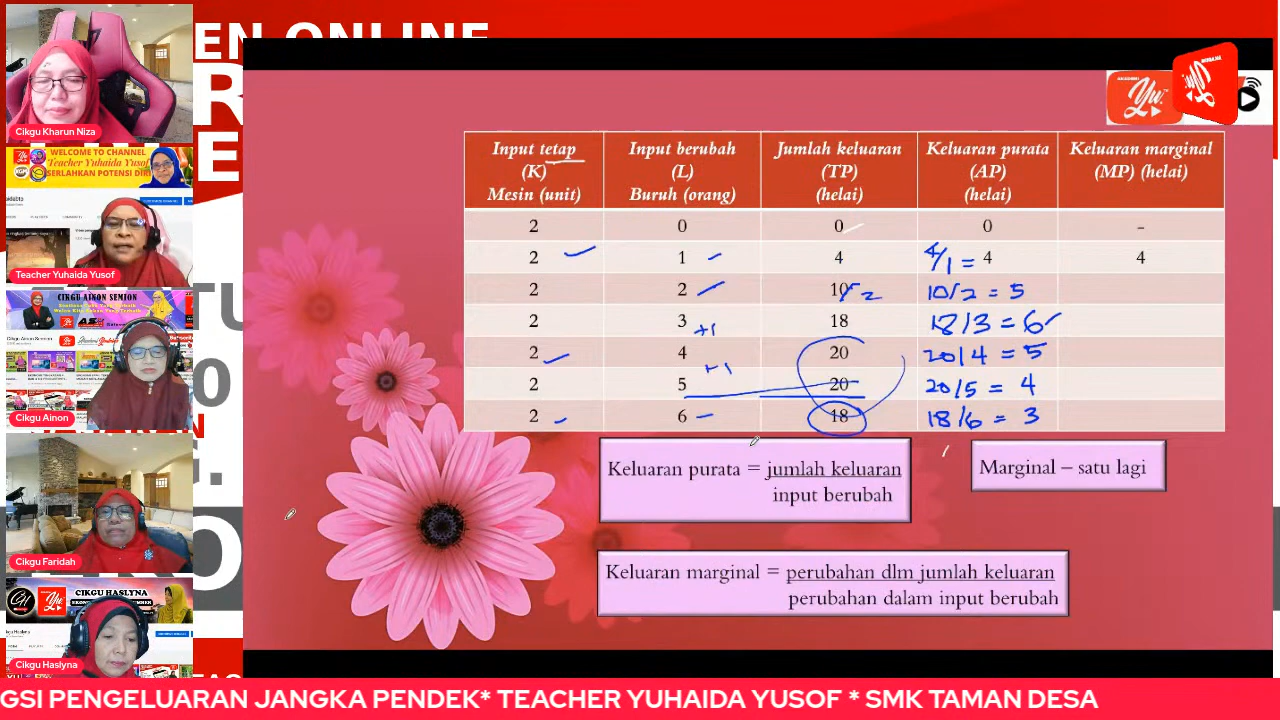 EN ONLINE
Cikgu Kharun Niza
WELCOME TO CHANNEL
Teacher Yuhaida Yusof
SERLAHKAN POTENSI DIRI
Teacher Yuhaida Yusof
CIKGU AINON SEMION
Cikgu Ainon
Cikgu Faridah
CIKGU HASLYNA
Cikgu Haslyna
Input tetap Input berubah Jumlah keluaran Keluaran purata Keluaran marginal
(K) (L) (TP) (AP) (MP) (helai)
Mesin (unit) Buruh (orang) (helai) (helai)
2 0 0 0 -
2 1 4 4/1 = 4 4
2 2 10 /2 10/2 = 5
2 3 18 18/3 = 6
+1
2 4 20 20/4 = 5
+1
2 5 20 20/5 = 4
2 6 18 18/6 = 3
Keluaran purata = jumlah keluaran
input berubah
Marginal – satu lagi
Keluaran marginal = perubahan dlm jumlah keluaran
perubahan dalam input berubah
GSI PENGELUARAN JANGKA PENDEK* TEACHER YUHAIDA YUSOF * SMK TAMAN DESA